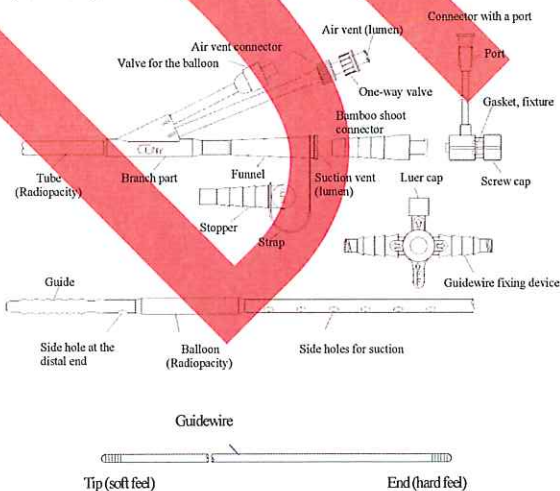 Connector with a port
Air vent (lumen)
Air vent connector
Port
Valve for the balloon
One-way valve
Gasket, fixture
Bamboo shoot
connector
Tube
(Radiopacity)
Branch part
Funnel
Suction vent
(lumen)
Luer cap
Screw cap
Stopper
Strap
Guidewire fixing device
Guide
Side hole at the
distal end
Balloon
(Radiopacity)
Side holes for suction
Guidewire
Tip (soft feel)
End (hard feel)